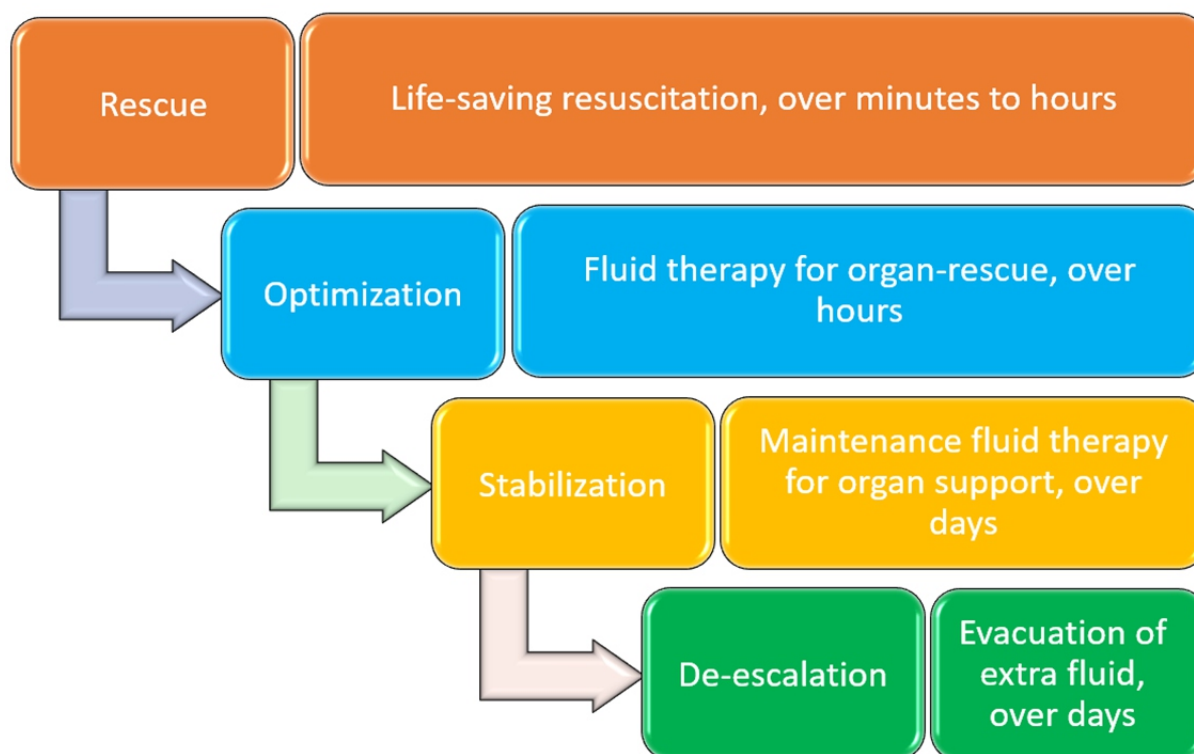 Rescue
Life-saving resuscitation, over minutes to hours
Optimization
Fluid therapy for organ-rescue, over
hours
Stabilization
Maintenance fluid therapy
for organ support, over
days
De-escalation
Evacuation of
extra fluid,
over days